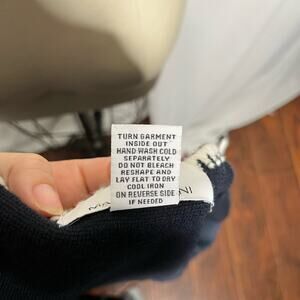 TURN GARMENT
INSIDE OUT
HAND WASH COLD
SEPARATELY
DO NOT BLEACH
RESHAPE AND
LAY FLAT TO DRY
COOL IRON
ON REVERSE SIDE
IF NEEDED